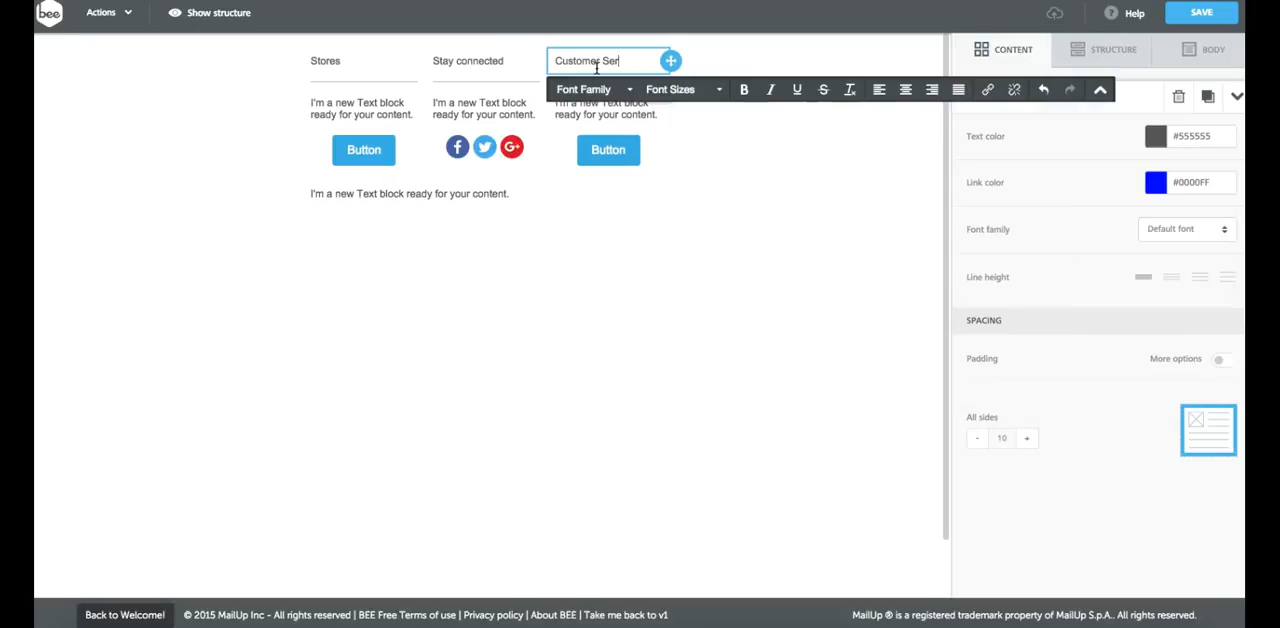 bee Actions Show structure Help SAVE
CONTENT STRUCTURE BODY
Stores Stay connected Customer Ser
Font Family Font Sizes B I U S Tx
I'm a new Text block ready for your content.
I'm a new Text block ready for your content.
I'm a new Text block ready for your content.
Button f G+ Button
I'm a new Text block ready for your content.
Text color #555555
Link color #0000FF
Font family Default font
Line height
SPACING
Padding More options
All sides
- 10 +
Back to Welcome! © 2015 MailUp Inc - All rights reserved | BEE Free Terms of use | Privacy policy | About BEE | Take me back to v1 MailUp ® is a registered trademark property of MailUp S.p.A.. All rights reserved.